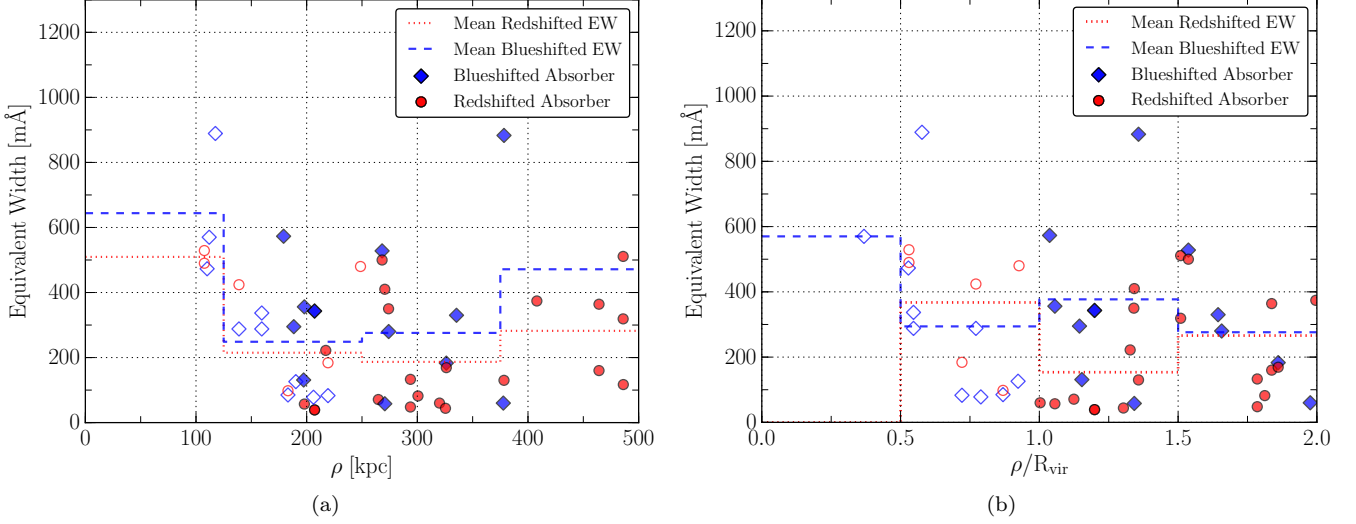 Mean Redshifted EW
Mean Blueshifted EW
Blueshifted Absorber
Redshifted Absorber
Equivalent Width [mÅ]
1200
1000
800
600
400
200
0
0 100 200 300 400 500
ρ [kpc]
(a)
Mean Redshifted EW
Mean Blueshifted EW
Blueshifted Absorber
Redshifted Absorber
Equivalent Width [mÅ]
1200
1000
800
600
400
200
0
0.0 0.5 1.0 1.5 2.0
ρ/R_vir
(b)